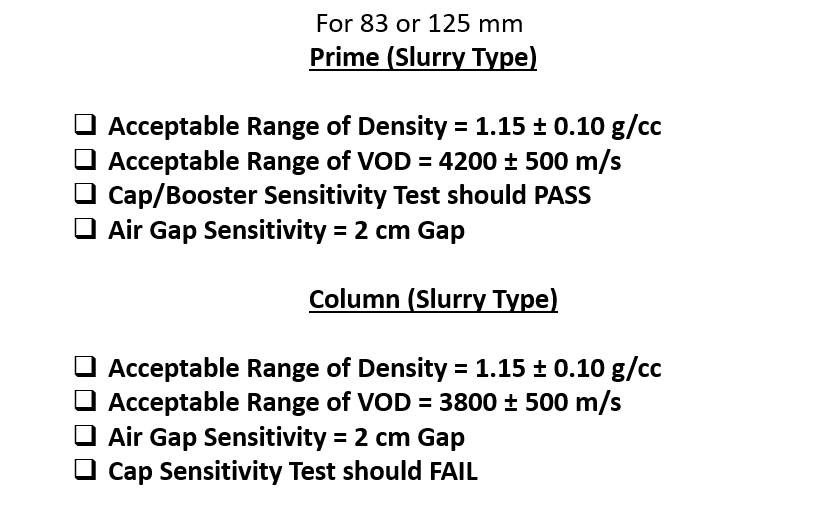 For 83 or 125 mm
Prime (Slurry Type)
❑ Acceptable Range of Density = 1.15 ± 0.10 g/cc
❑ Acceptable Range of VOD = 4200 ± 500 m/s
❑ Cap/Booster Sensitivity Test should PASS
❑ Air Gap Sensitivity = 2 cm Gap
Column (Slurry Type)
❑ Acceptable Range of Density = 1.15 ± 0.10 g/cc
❑ Acceptable Range of VOD = 3800 ± 500 m/s
❑ Air Gap Sensitivity = 2 cm Gap
❑ Cap Sensitivity Test should FAIL